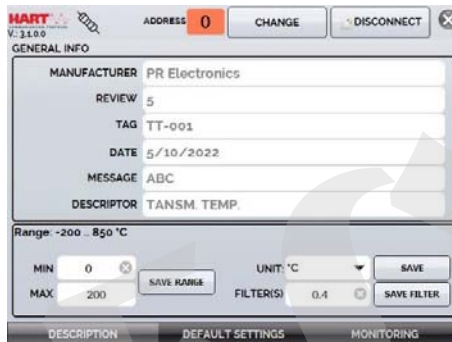 HART
ADDRESS 0 CHANGE DISCONNECT
V.: 3.1.0.0
GENERAL INFO
MANUFACTURER PR Electronics
REVIEW 5
TAG TT-001
DATE 5/10/2022
MESSAGE ABC
DESCRIPTOR TANSM. TEMP.
Range: -200 .. 850 °C
MIN 0 UNIT: °C SAVE
SAVE RANGE
MAX 200 FILTER(S) 0.4 SAVE FILTER
DESCRIPTION DEFAULT SETTINGS MONITORING